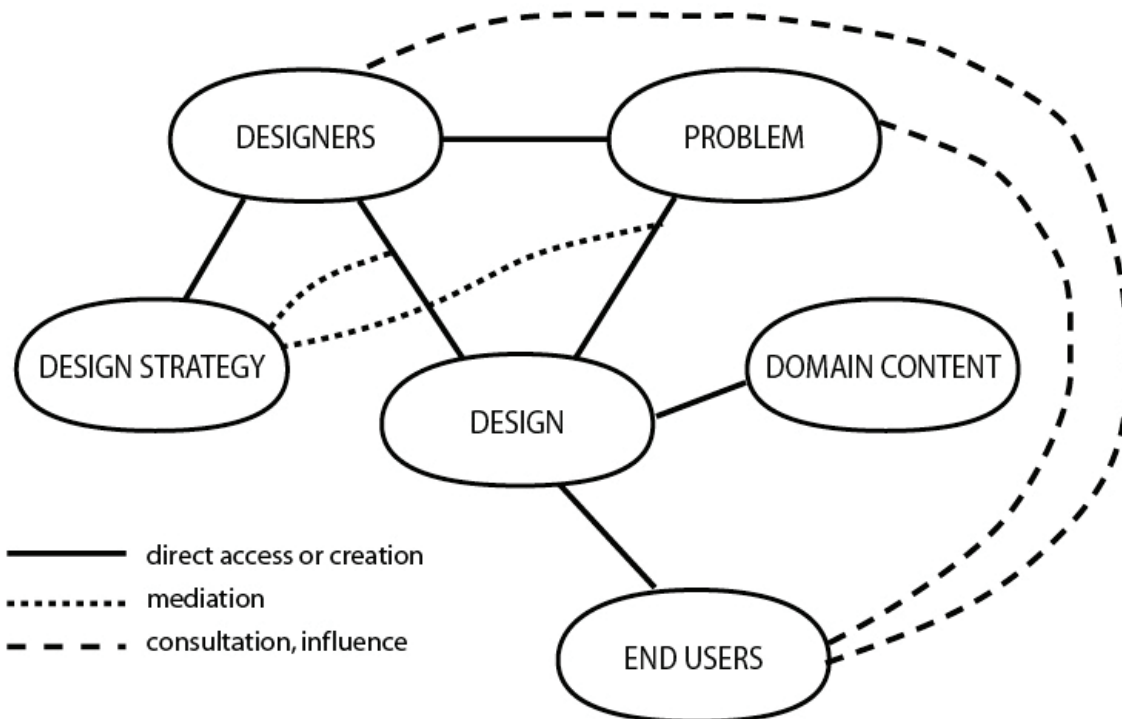 DESIGNERS
PROBLEM
DESIGN STRATEGY
DOMAIN CONTENT
DESIGN
END USERS
direct access or creation
mediation
consultation, influence